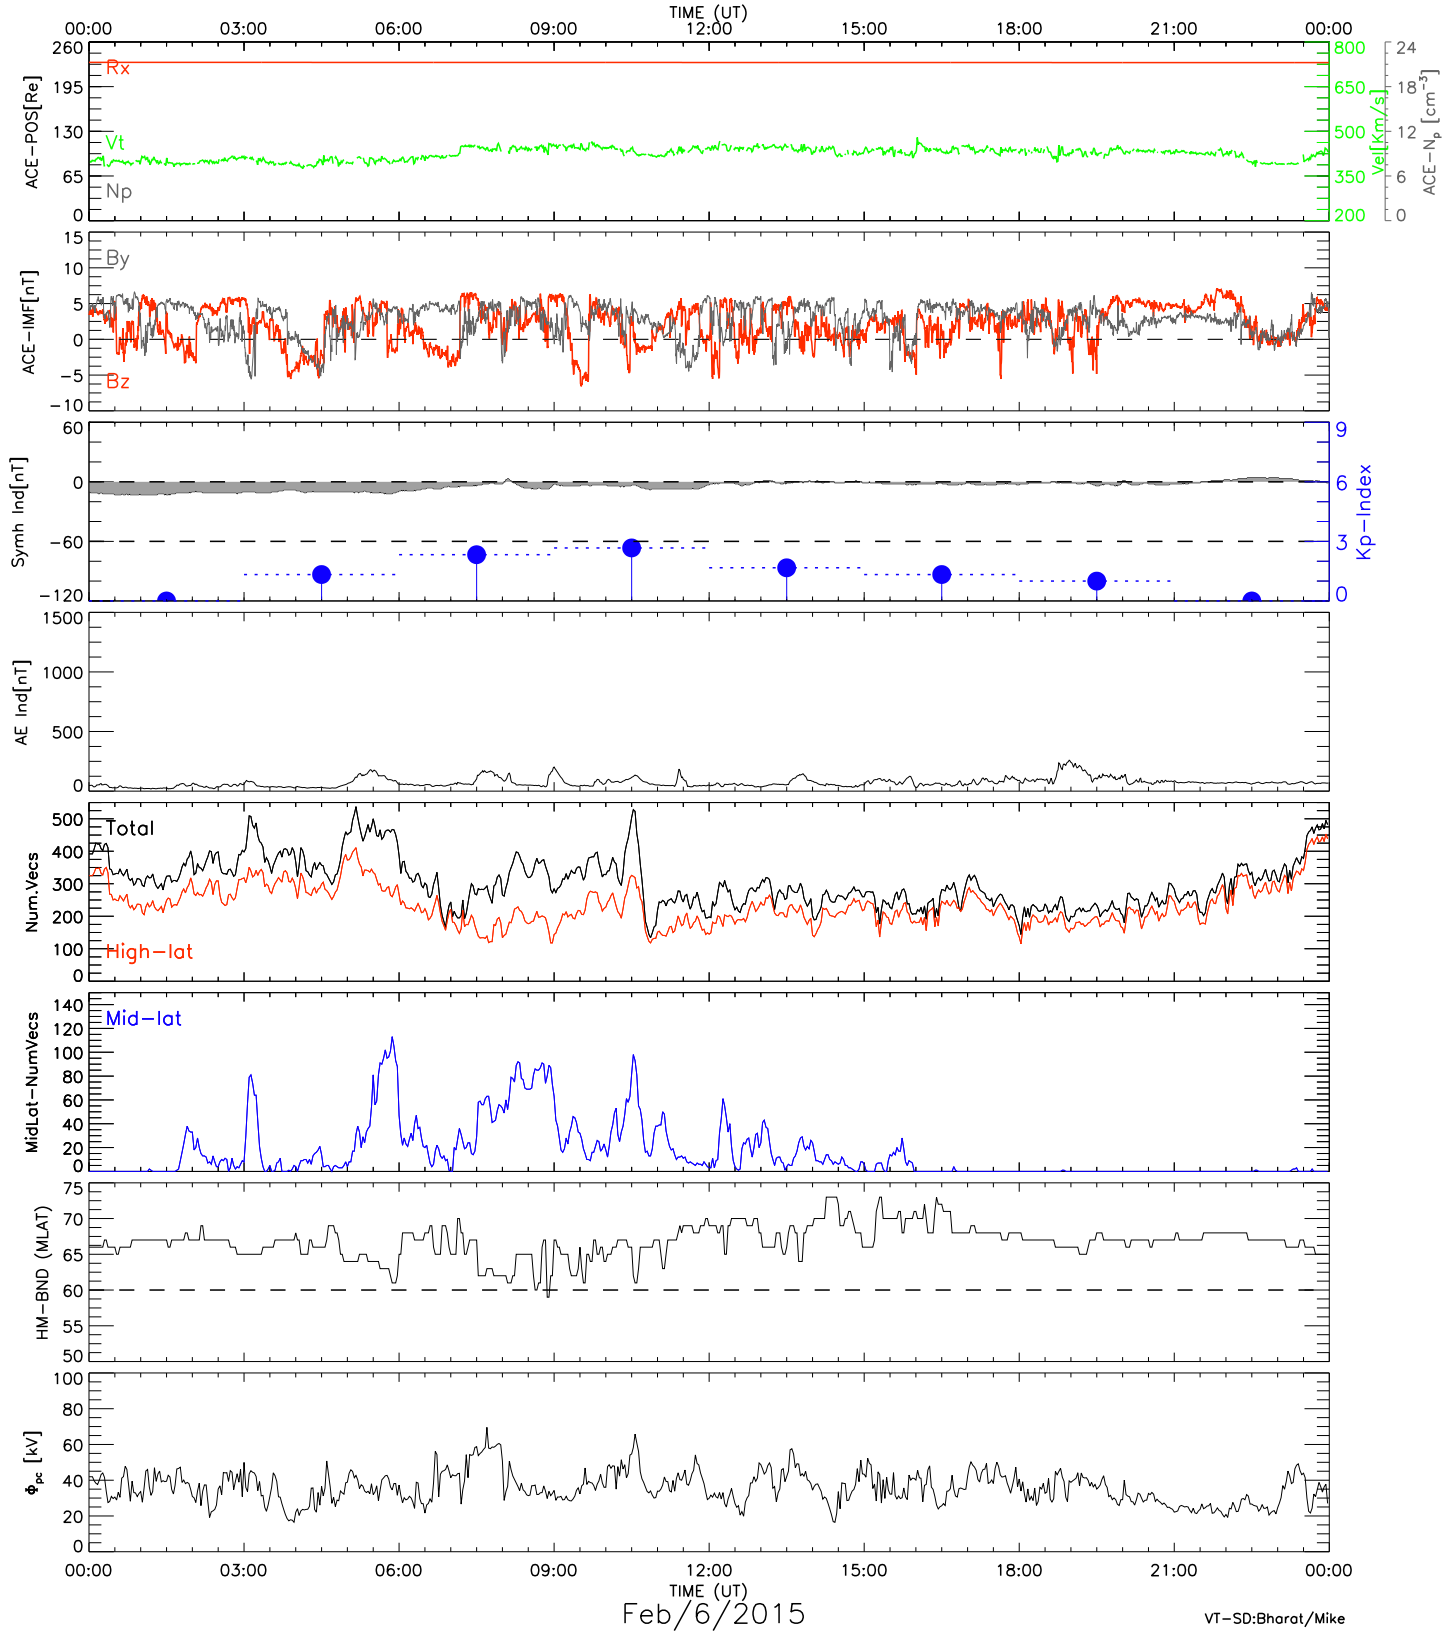 TIME (UT)
00:00 03:00 06:00 09:00 12:00 15:00 18:00 21:00 00:00
ACE-POS[Re]
260
195
130
65
0
Rx
Vt
Np
800
650
500
350
200
Vel[Km/s]
24
18
12
6
0
ACE-Np [cm-3]
ACE-IMF[nT]
15
10
5
0
-5
-10
By
Bz
Symh Ind[nT]
60
0
-60
-120
9
6
3
0
Kp-Index
AE Ind[nT]
1500
1000
500
0
Num.Vecs
500
400
300
200
100
0
Total
High-lat
MidLat-NumVecs
140
120
100
80
60
40
20
0
Mid-lat
HM-BND (MLAT)
75
70
65
60
55
50
Φpc [kV]
100
80
60
40
20
0
00:00 03:00 06:00 09:00 12:00 15:00 18:00 21:00 00:00
TIME (UT)
Feb/6/2015
VT-SD:Bharat/Mike